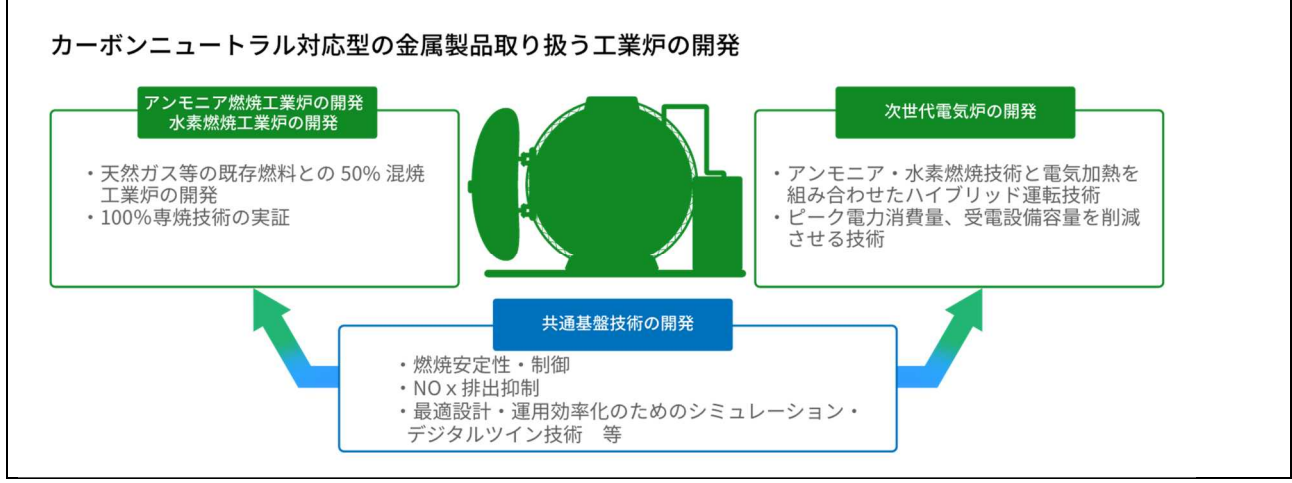 カーボンニュートラル対応型の金属製品取り扱う工業炉の開発
アンモニア燃焼工業炉の開発
水素燃焼工業炉の開発
・天然ガス等の既存燃料との 50% 混焼
工業炉の開発
・100%専焼技術の実証
次世代電気炉の開発
・アンモニア・水素燃焼技術と電気加熱を
組み合わせたハイブリッド運転技術
・ピーク電力消費量、受電設備容量を削減
させる技術
共通基盤技術の開発
・燃焼安定性・制御
・NOx排出抑制
・最適設計・運用効率化のためのシミュレーション・
デジタルツイン技術　等